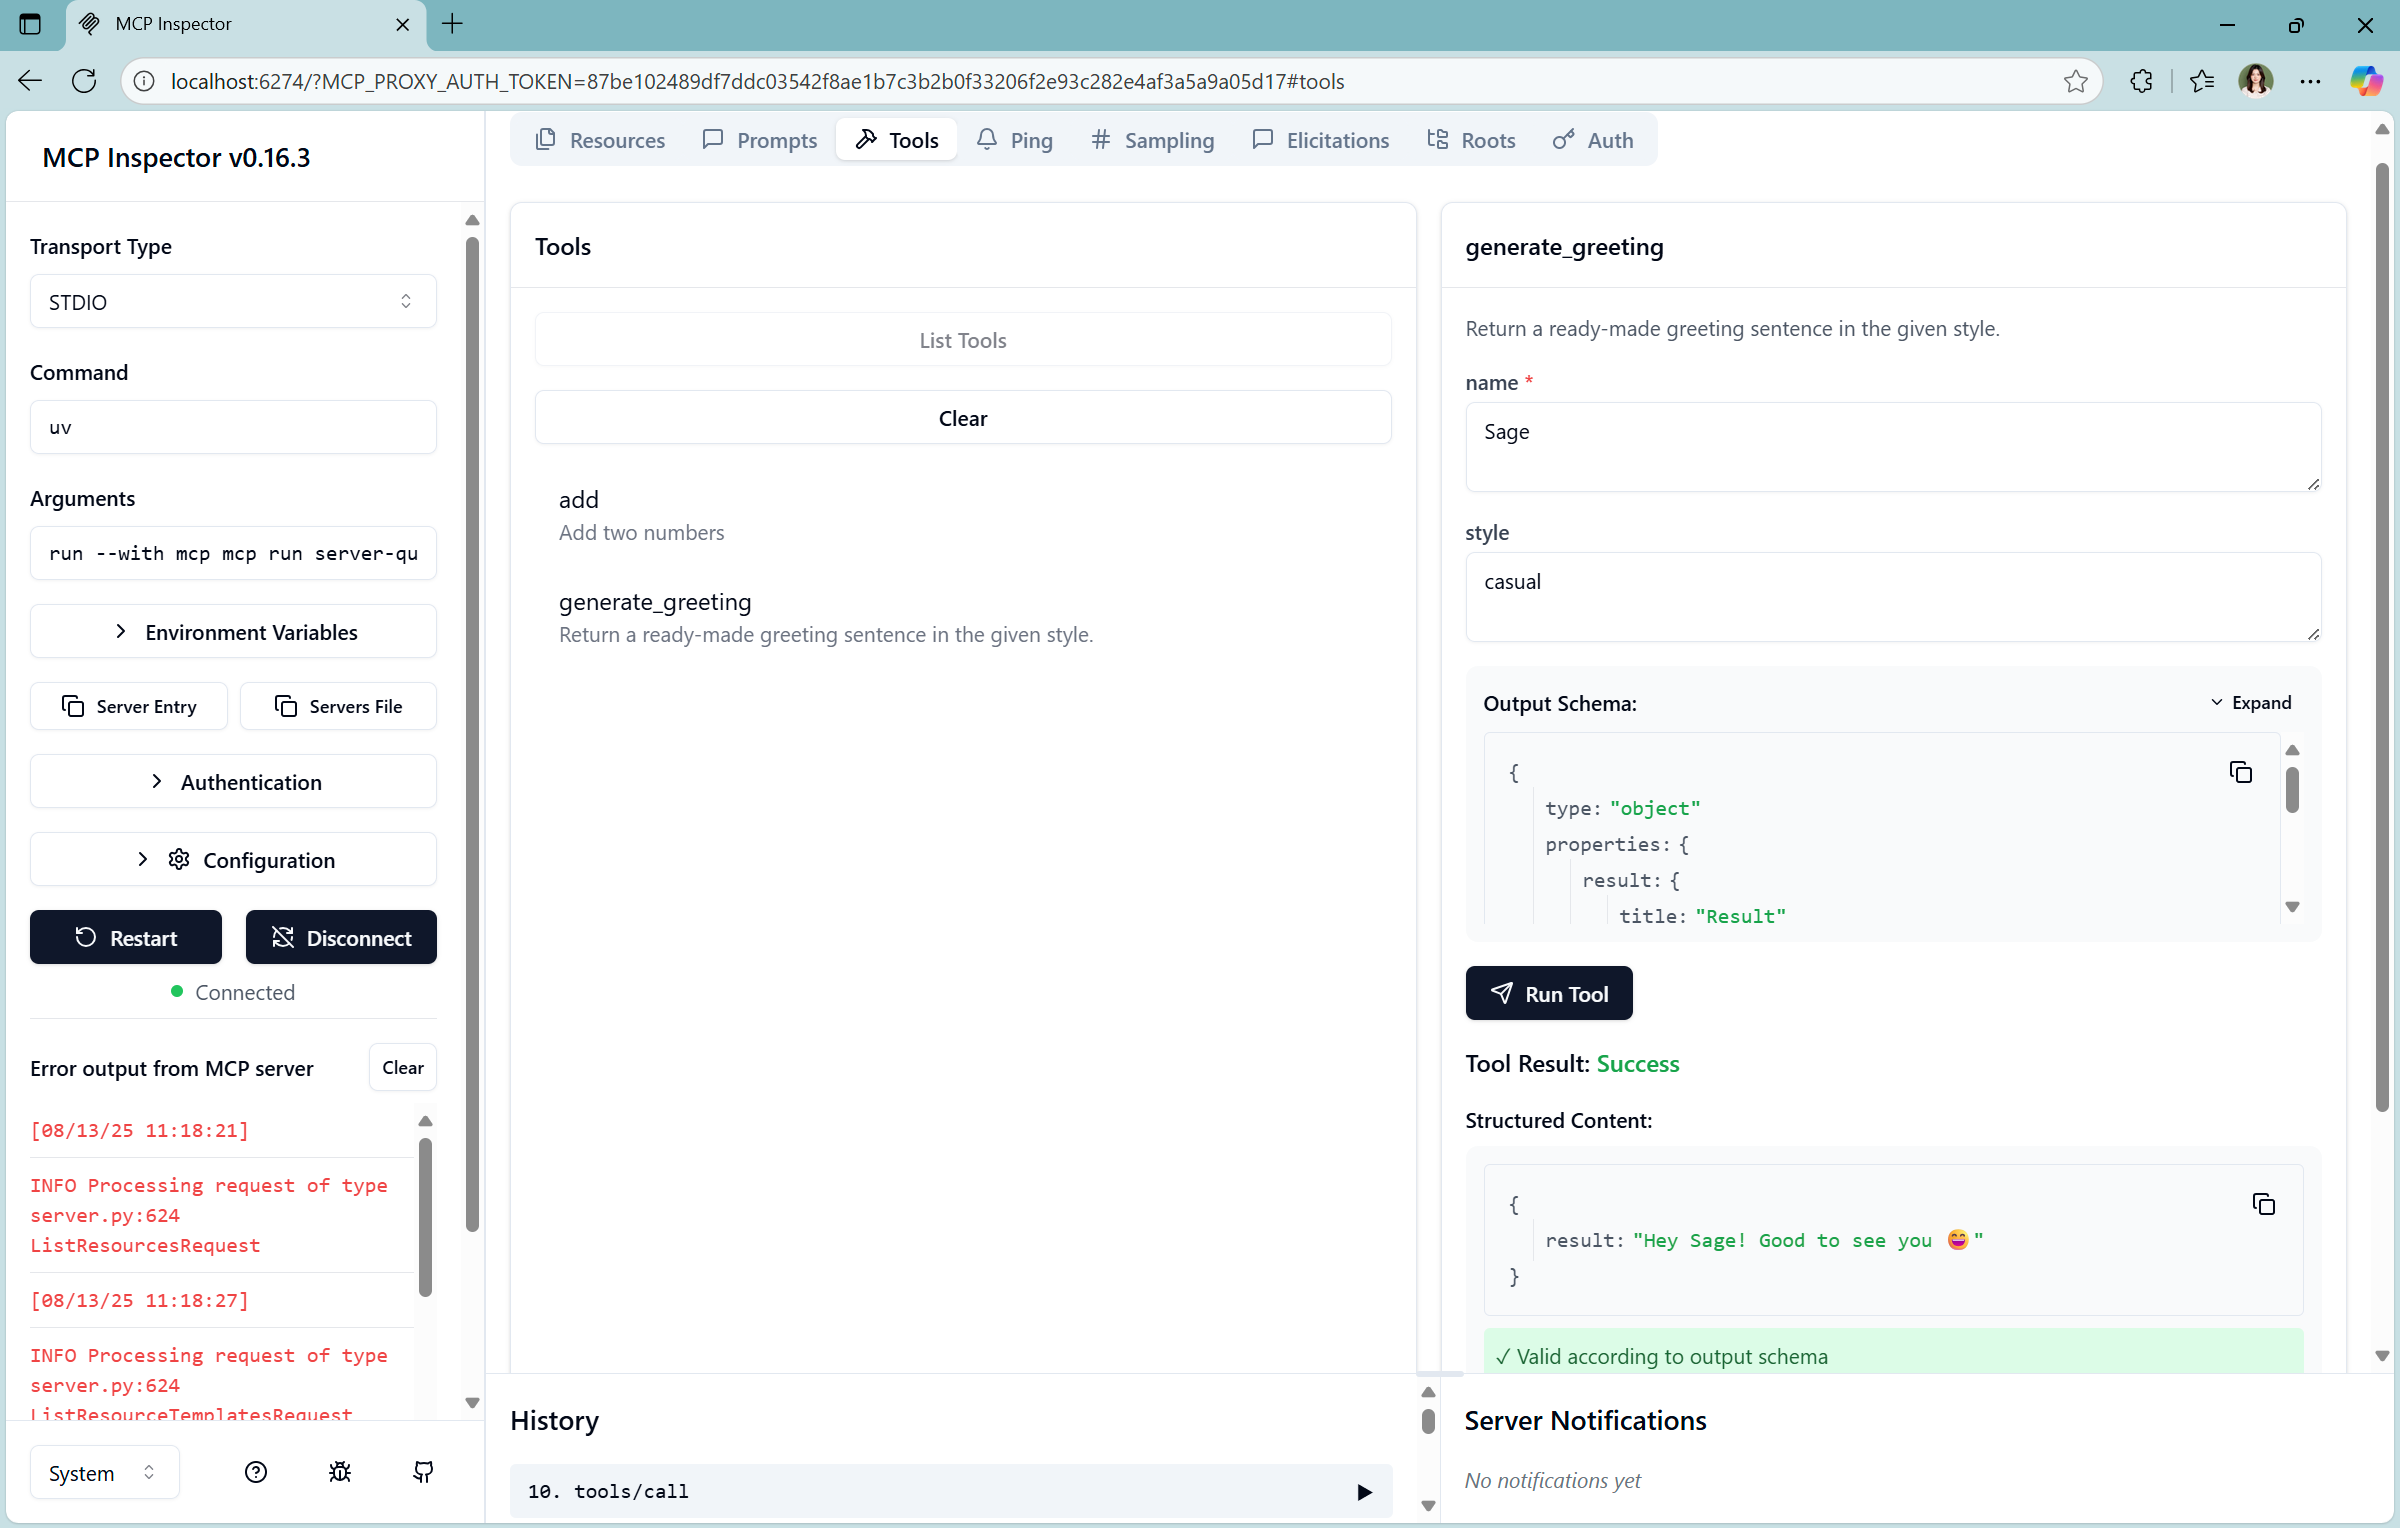 MCP Inspector
localhost:6274/?MCP_PROXY_AUTH_TOKEN=87be102489df7ddc03542f8ae1b7c3b2b0f33206f2e93c282e4af3a5a9a05d17#tools
MCP Inspector v0.16.3
Transport Type
STDIO
Command
uv
Arguments
run --with mcp mcp run server-qu
Environment Variables
Server Entry
Servers File
Authentication
Configuration
Restart
Disconnect
Connected
Error output from MCP server
Clear
[08/13/25 11:18:21]
INFO Processing request of type
server.py:624
ListResourcesRequest
[08/13/25 11:18:27]
INFO Processing request of type
server.py:624
ListResourceTemplatesRequest
System
Resources
Prompts
Tools
Ping
Sampling
Elicitations
Roots
Auth
Tools
List Tools
Clear
add
Add two numbers
generate_greeting
Return a ready-made greeting sentence in the given style.
generate_greeting
Return a ready-made greeting sentence in the given style.
name *
Sage
style
casual
Output Schema:
Expand
{
type: "object"
properties: {
result: {
title: "Result"
Run Tool
Tool Result: Success
Structured Content:
{
result: "Hey Sage! Good to see you 😄"
}
✓ Valid according to output schema
History
10. tools/call
Server Notifications
No notifications yet